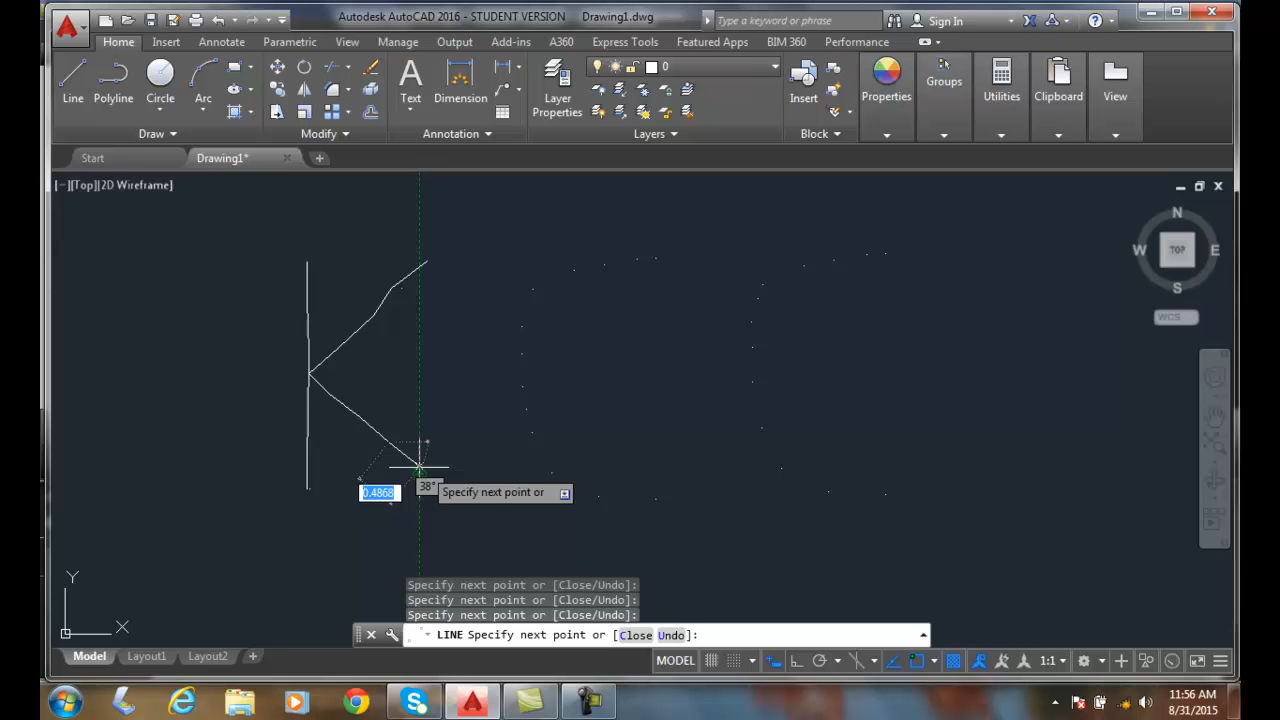 Autodesk AutoCAD 2016 - STUDENT VERSION Drawing1.dwg Type a keyword or phrase Sign In
Home Insert Annotate Parametric View Manage Output Add-ins A360 Express Tools Featured Apps BIM 360 Performance
0
Line Polyline Circle Arc Text Dimension Layer Properties Insert Properties Groups Utilities Clipboard View
Draw Modify Annotation Layers Block
Start Drawing1*
[−][Top][2D Wireframe]
N
W TOP E
S
WCS
0.4868 38° Specify next point or
Y
X
Specify next point or [Close/Undo]:
Specify next point or [Close/Undo]:
Specify next point or [Close/Undo]:
LINE Specify next point or [Close Undo]:
Model Layout1 Layout2 MODEL 1:1
11:56 AM
8/31/2015